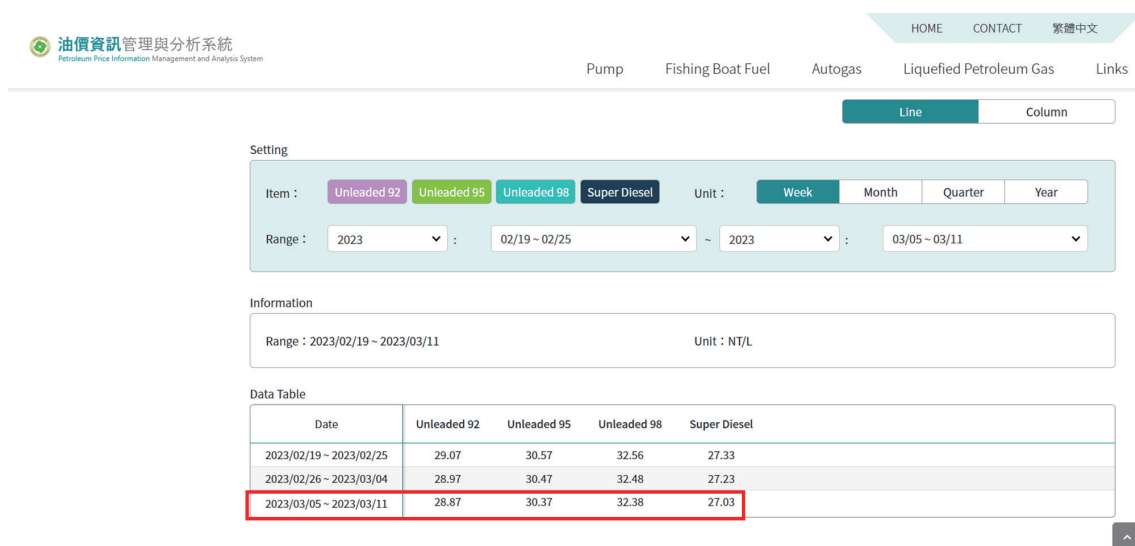 HOME CONTACT 繁體中文
油價資訊管理與分析系統
Petroleum Price Information Management and Analysis System
Pump Fishing Boat Fuel Autogas Liquefied Petroleum Gas Links
Line Column
Setting
Item： Unleaded 92 Unleaded 95 Unleaded 98 Super Diesel Unit： Week Month Quarter Year
Range： 2023 : 02/19 ~ 02/25 ~ 2023 : 03/05 ~ 03/11
Information
Range：2023/02/19 ~ 2023/03/11 Unit：NT/L
Data Table
Date Unleaded 92 Unleaded 95 Unleaded 98 Super Diesel
2023/02/19 ~ 2023/02/25 29.07 30.57 32.56 27.33
2023/02/26 ~ 2023/03/04 28.97 30.47 32.48 27.23
2023/03/05 ~ 2023/03/11 28.87 30.37 32.38 27.03